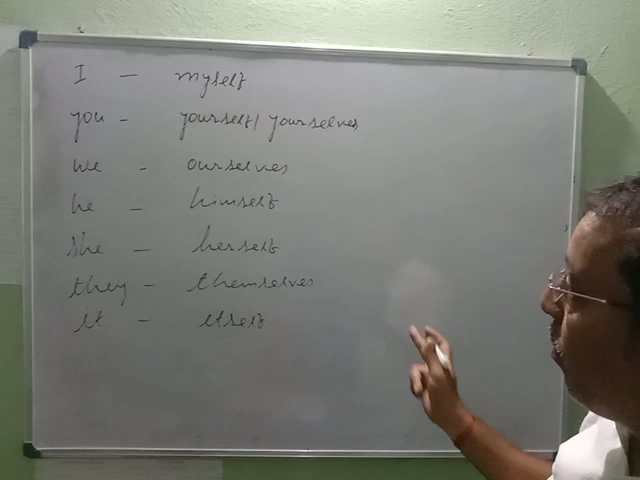 I - myself
you - yourself/ yourselves
we - ourselves
he - himself
she - herself
they - themselves
it - itself